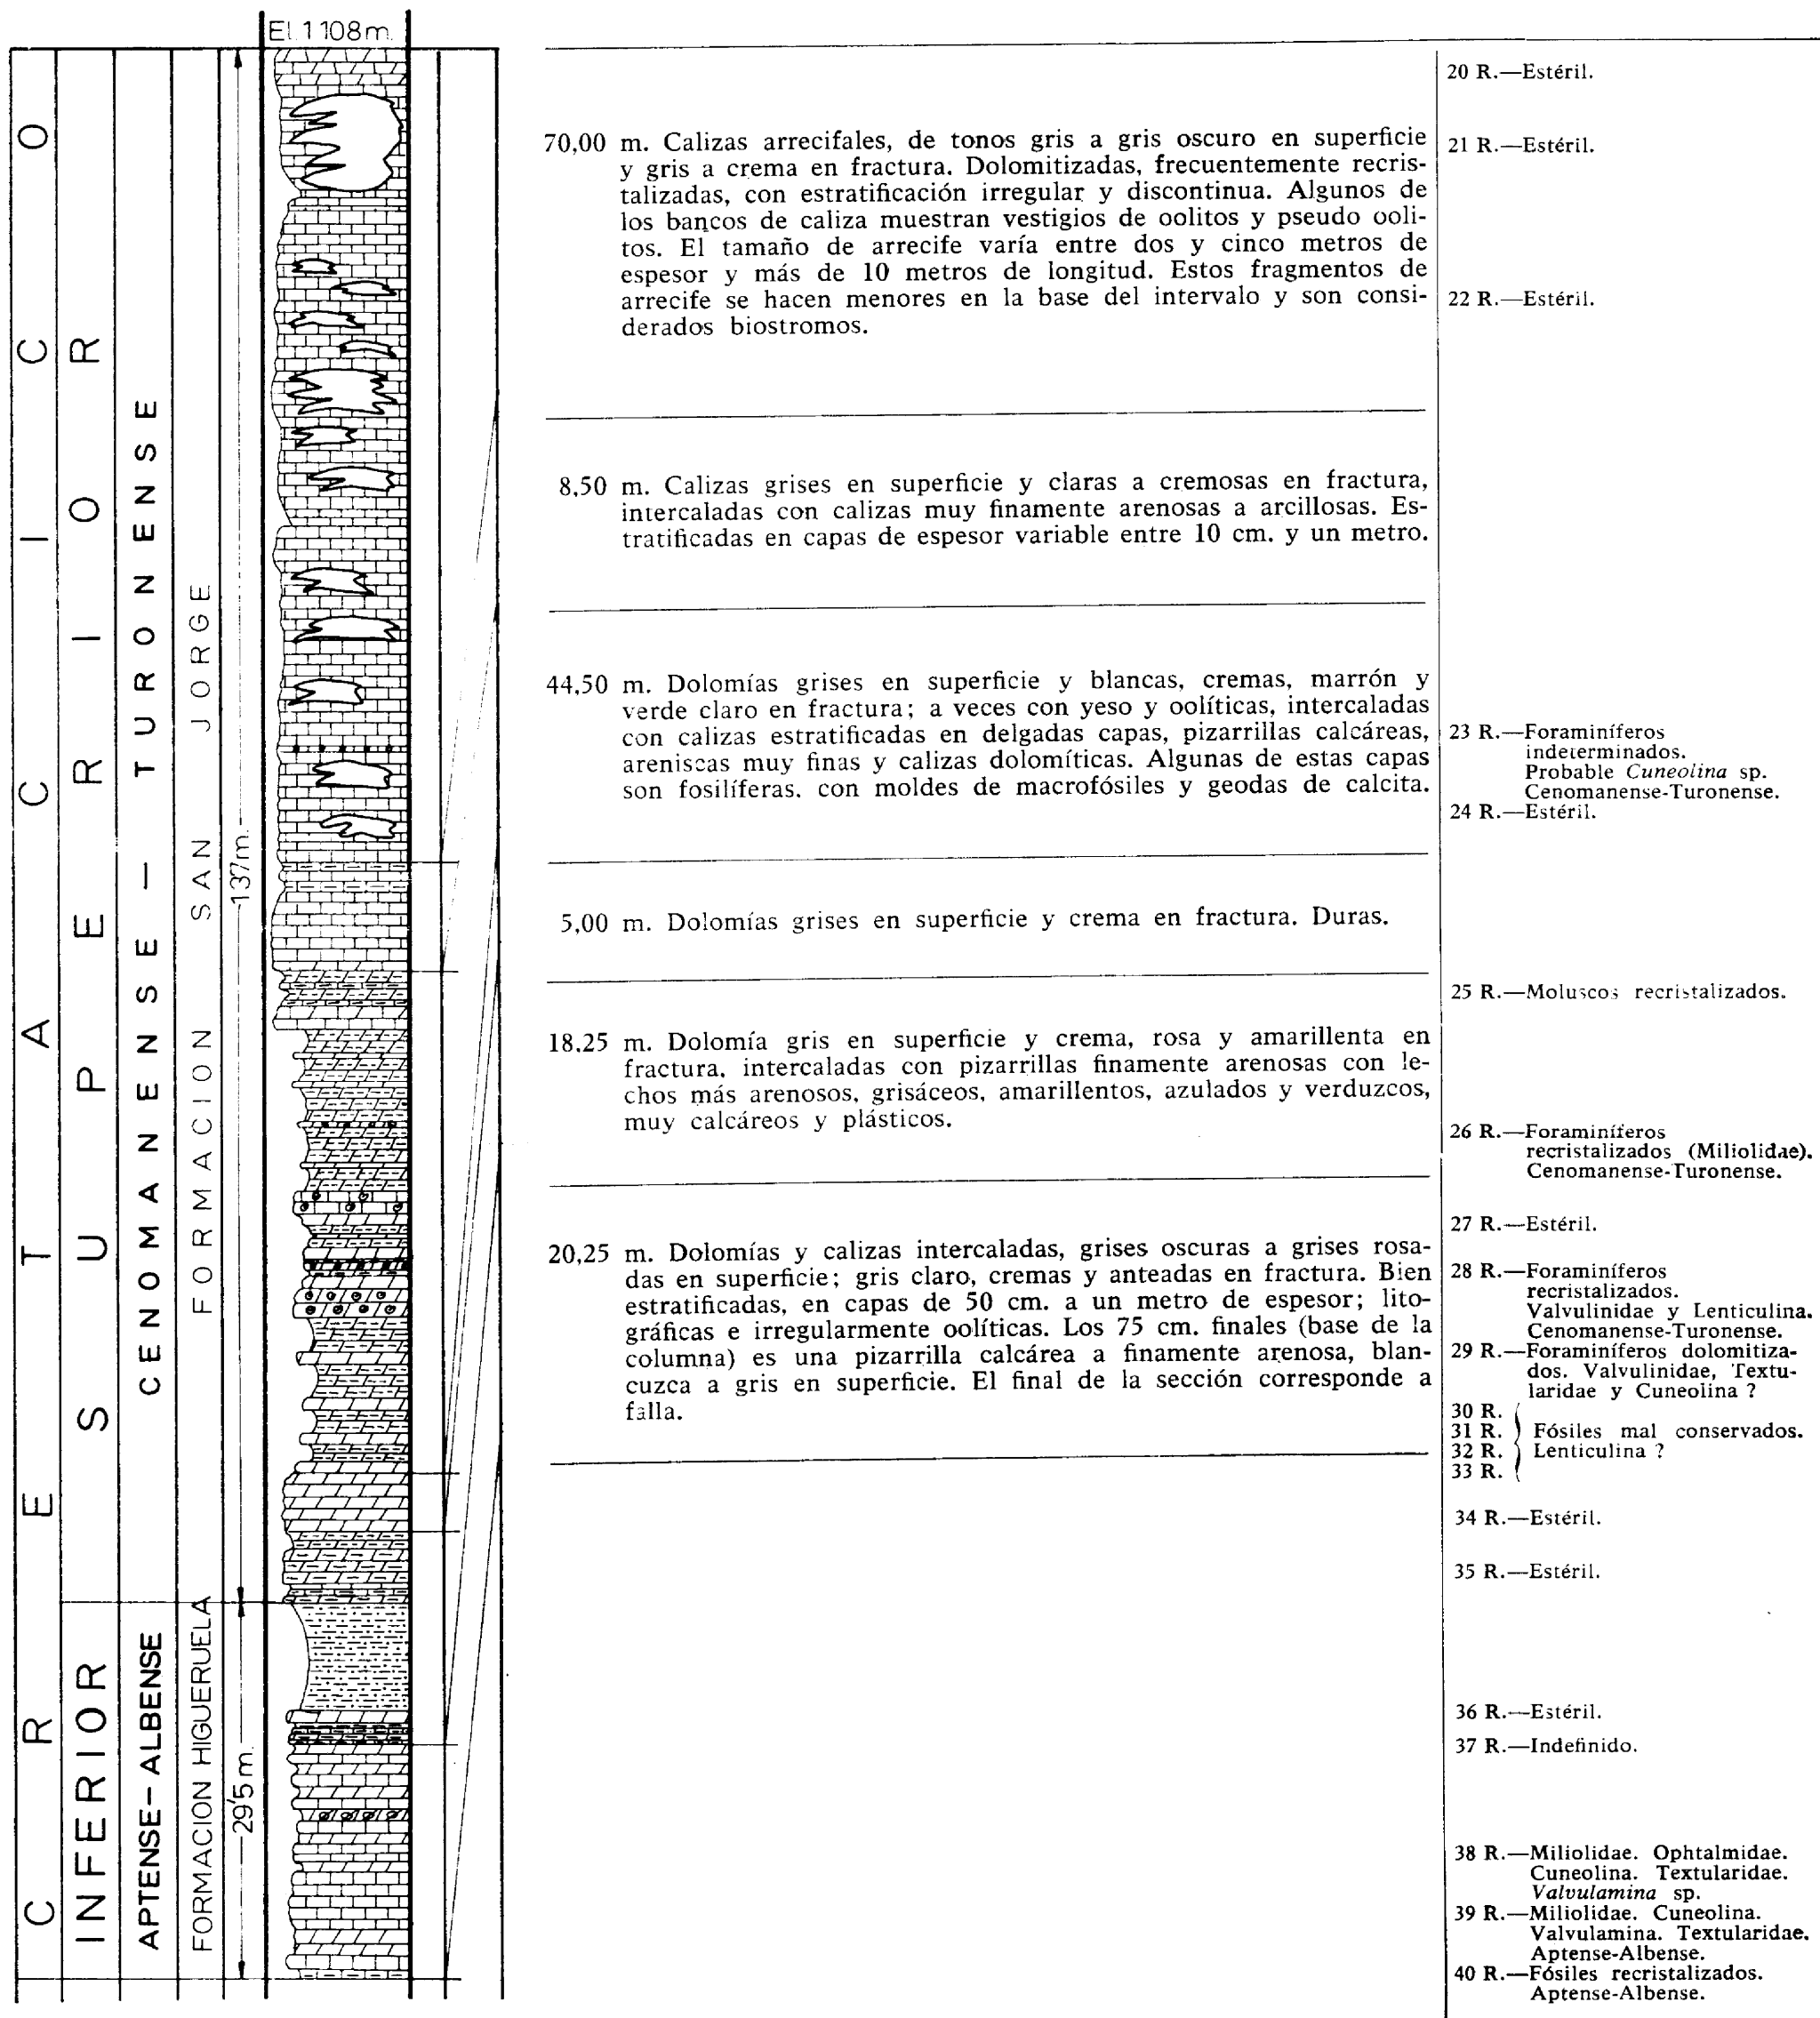 El. 1108 m.
CRETACICO
SUPERIOR
INFERIOR
CENOMANENSE — TURONENSE
APTENSE — ALBENSE
FORMACION SAN JORGE
FORMACION HIGUERUELA
137m.
29'5m.
70,00 m. Calizas arrecifales, de tonos gris a gris oscuro en superficie
y gris a crema en fractura. Dolomitizadas, frecuentemente recris-
talizadas, con estratificación irregular y discontinua. Algunos de
los bancos de caliza muestran vestigios de oolitos y pseudo ooli-
tos. El tamaño de arrecife varía entre dos y cinco metros de
espesor y más de 10 metros de longitud. Estos fragmentos de
arrecife se hacen menores en la base del intervalo y son consi-
derados biostromos.
8,50 m. Calizas grises en superficie y claras a cremosas en fractura,
intercaladas con calizas muy finamente arenosas a arcillosas. Es-
tratificadas en capas de espesor variable entre 10 cm. y un metro.
44,50 m. Dolomías grises en superficie y blancas, cremas, marrón y
verde claro en fractura; a veces con yeso y oolíticas, intercaladas
con calizas estratificadas en delgadas capas, pizarrillas calcáreas,
areniscas muy finas y calizas dolomíticas. Algunas de estas capas
son fosilíferas. con moldes de macrofósiles y geodas de calcita.
5,00 m. Dolomías grises en superficie y crema en fractura. Duras.
18,25 m. Dolomía gris en superficie y crema, rosa y amarillenta en
fractura, intercaladas con pizarrillas finamente arenosas con le-
chos más arenosos, grisáceos, amarillentos, azulados y verduzcos,
muy calcáreos y plásticos.
20,25 m. Dolomías y calizas intercaladas, grises oscuras a grises rosa-
das en superficie; gris claro, cremas y anteadas en fractura. Bien
estratificadas, en capas de 50 cm. a un metro de espesor; lito-
gráficas e irregularmente oolíticas. Los 75 cm. finales (base de la
columna) es una pizarrilla calcárea a finamente arenosa, blan-
cuzca a gris en superficie. El final de la sección corresponde a
falla.
20 R.—Estéril.
21 R.—Estéril.
22 R.—Estéril.
23 R.—Foraminíferos
indeterminados.
Probable Cuneolina sp.
Cenomanense-Turonense.
24 R.—Estéril.
25 R.—Moluscos recristalizados.
26 R.—Foraminíferos
recristalizados (Miliolidae).
Cenomanense-Turonense.
27 R.—Estéril.
28 R.—Foraminíferos
recristalizados.
Valvulinidae y Lenticulina.
Cenomanense-Turonense.
29 R.—Foraminíferos dolomitiza-
dos. Valvulinidae, Textu-
laridae y Cuneolina ?
30 R.
31 R. Fósiles mal conservados.
32 R. Lenticulina ?
33 R.
34 R.—Estéril.
35 R.—Estéril.
36 R.—Estéril.
37 R.—Indefinido.
38 R.—Miliolidae. Ophtalmidae.
Cuneolina. Textularidae.
Valvulamina sp.
39 R.—Miliolidae. Cuneolina.
Valvulamina. Textularidae.
Aptense-Albense.
40 R.—Fósiles recristalizados.
Aptense-Albense.